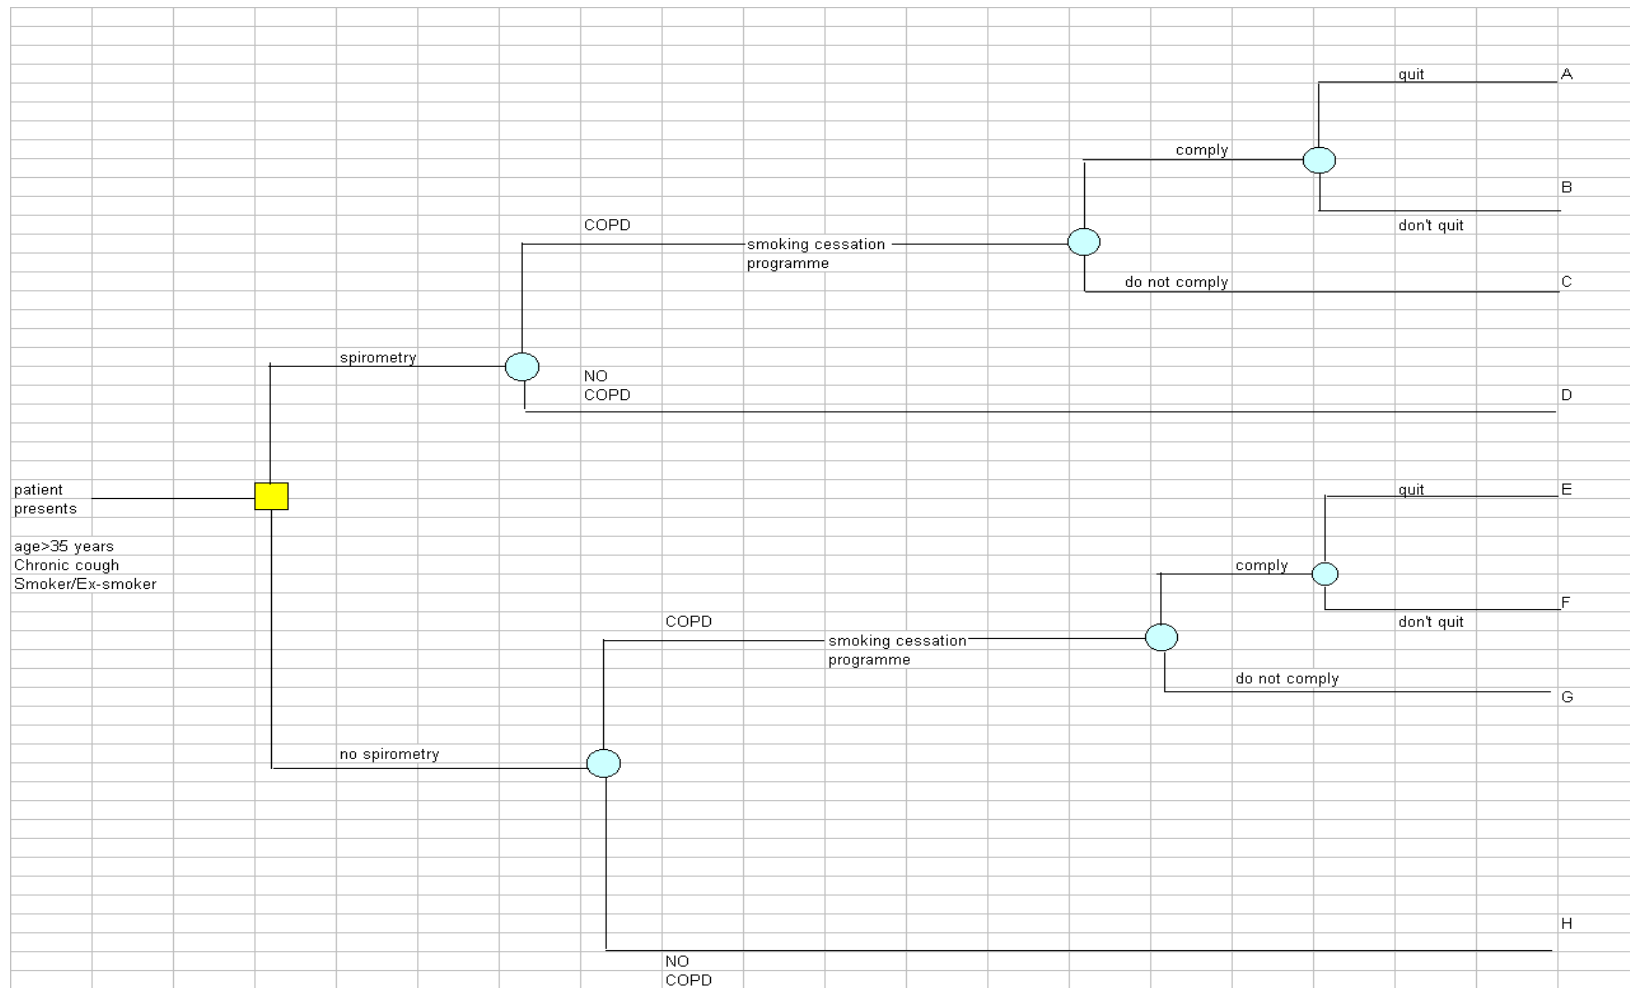 quit
A
comply
B
COPD
don't quit
smoking cessation
programme
do not comply
C
spirometry
NO
COPD
D
patient
presents
quit
E
age>35 years
Chronic cough
Smoker/Ex-smoker
comply
F
COPD
don't quit
smoking cessation
programme
do not comply
G
no spirometry
H
NO
COPD